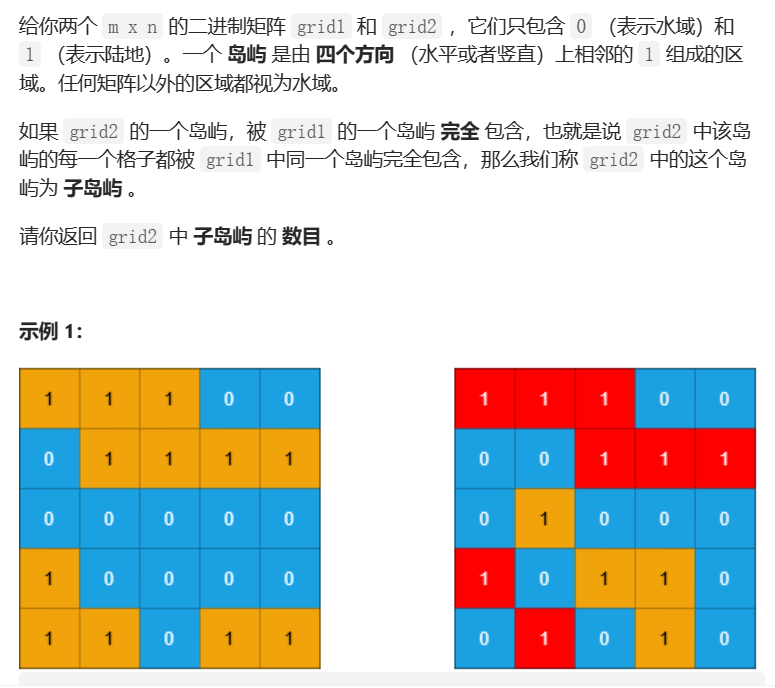 给你两个 m x n 的二进制矩阵 grid1 和 grid2 ，它们只包含 0 （表示水域）和
1 （表示陆地）。一个 岛屿 是由 四个方向 （水平或者竖直）上相邻的 1 组成的区
域。任何矩阵以外的区域都视为水域。
如果 grid2 的一个岛屿，被 grid1 的一个岛屿 完全 包含，也就是说 grid2 中该岛
屿的每一个格子都被 grid1 中同一个岛屿完全包含，那么我们称 grid2 中的这个岛
屿为 子岛屿 。
请你返回 grid2 中 子岛屿 的 数目 。
示例 1：
1 1 1 0 0
0 1 1 1 1
0 0 0 0 0
1 0 0 0 0
1 1 0 1 1
1 1 1 0 0
0 0 1 1 1
0 1 0 0 0
1 0 1 1 0
0 1 0 1 0